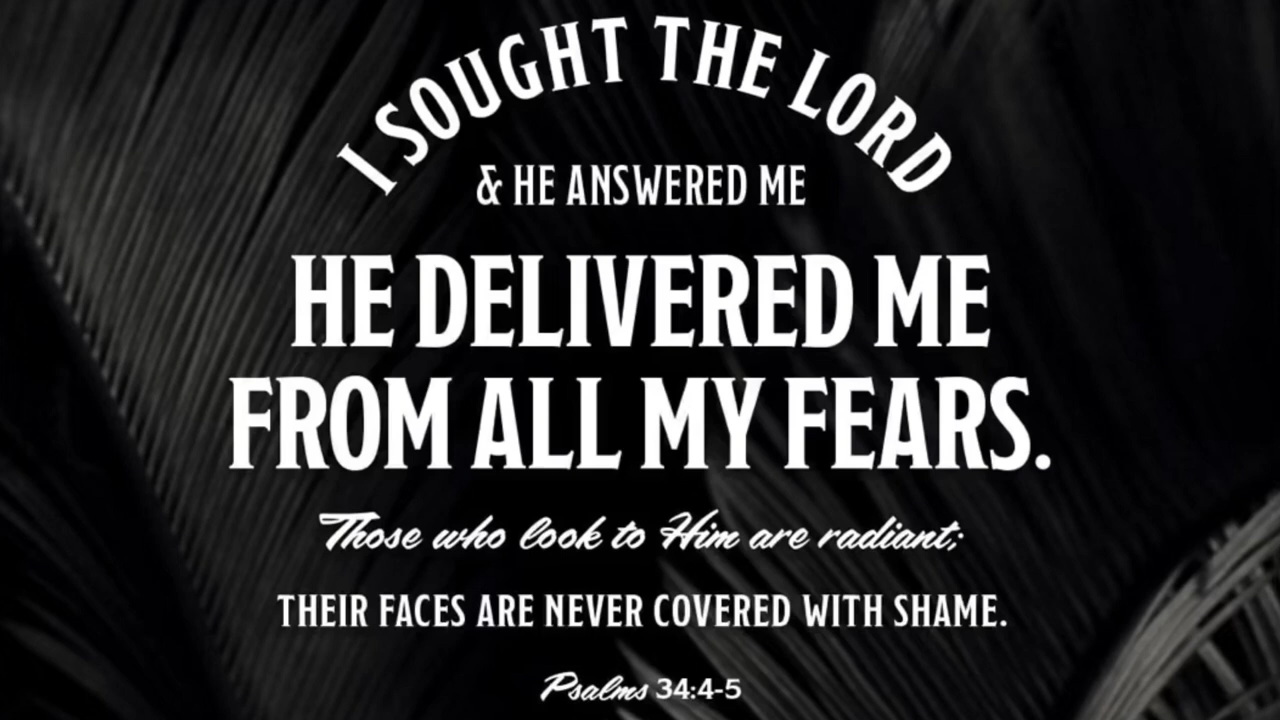 I SOUGHT THE LORD
& HE ANSWERED ME
HE DELIVERED ME
FROM ALL MY FEARS.
Those who look to Him are radiant;
THEIR FACES ARE NEVER COVERED WITH SHAME.
Psalms 34:4-5